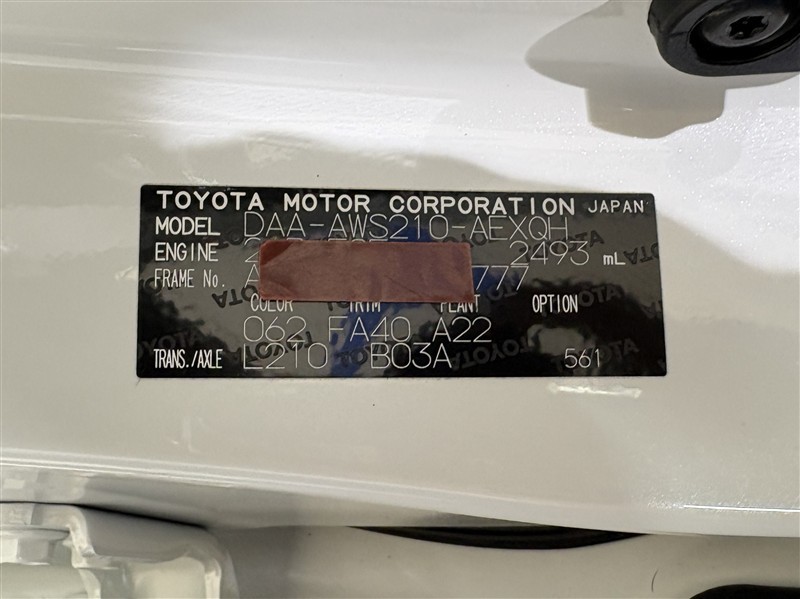 TOYOTA MOTOR CORPORATION JAPAN
MODEL DAA-AWS210-AEXQH
ENGINE 2493 mL
FRAME No. A 777
COLOR TRIM PLANT OPTION
062 FA40 A22
TRANS./AXLE L210 B03A 561